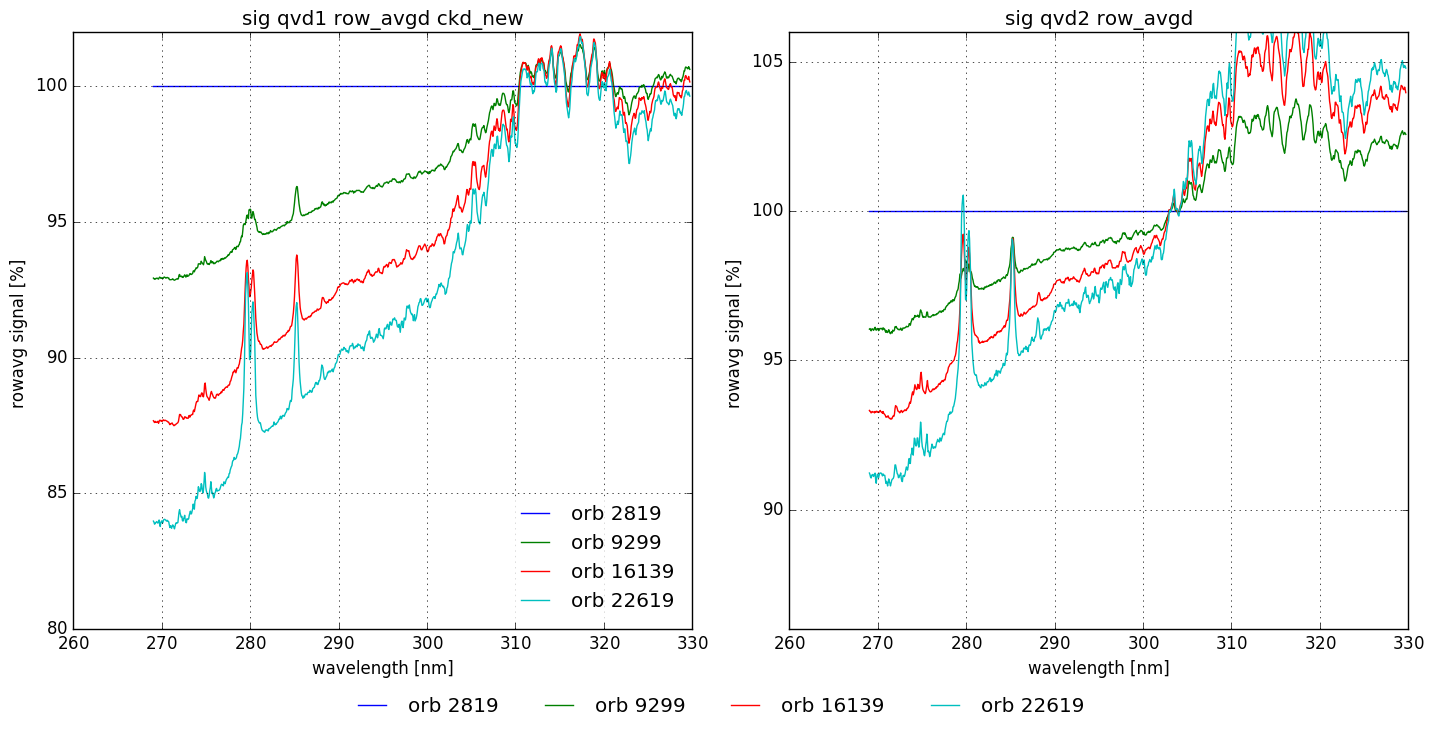 sig qvd1 row_avgd ckd_new
rowavg signal [%]
100
95
90
85
80
260 270 280 290 300 310 320 330
wavelength [nm]
orb 2819
orb 9299
orb 16139
orb 22619
sig qvd2 row_avgd
rowavg signal [%]
105
100
95
90
260 270 280 290 300 310 320 330
wavelength [nm]
orb 2819 orb 9299 orb 16139 orb 22619